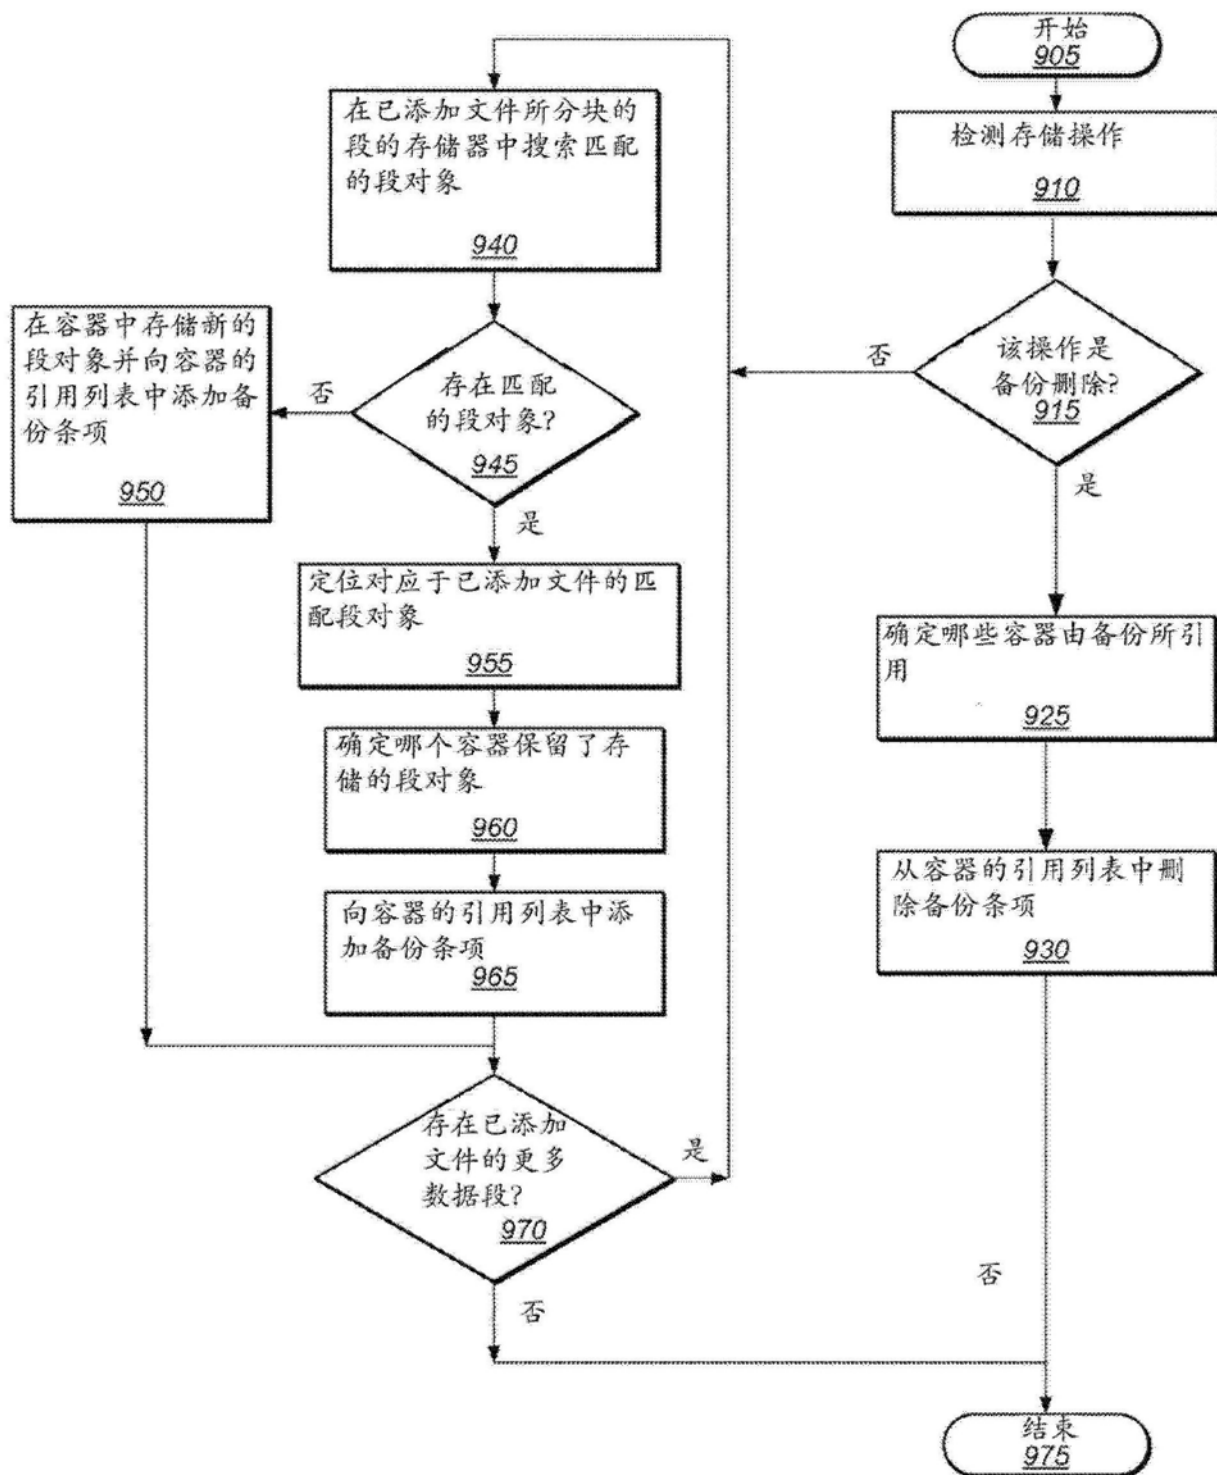 开始
905
检测存储操作
910
该操作是
备份删除?
915
否
是
确定哪些容器由备份所引
用
925
从容器的引用列表中删
除备份条项
930
否
在已添加文件所分块的
段的存储器中搜索匹配
的段对象
940
存在匹配
的段对象?
945
否
是
在容器中存储新的
段对象并向容器的
引用列表中添加备
份条项
950
定位对应于已添加文件的匹
配段对象
955
确定哪个容器保留了存
储的段对象
960
向容器的引用列表中添
加备份条项
965
存在已添加
文件的更多
数据段?
970
是
否
结束
975